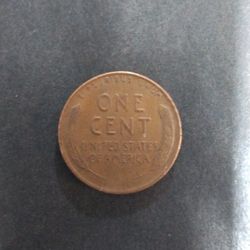 ONE
CENT
UNITED STATES
OF AMERICA